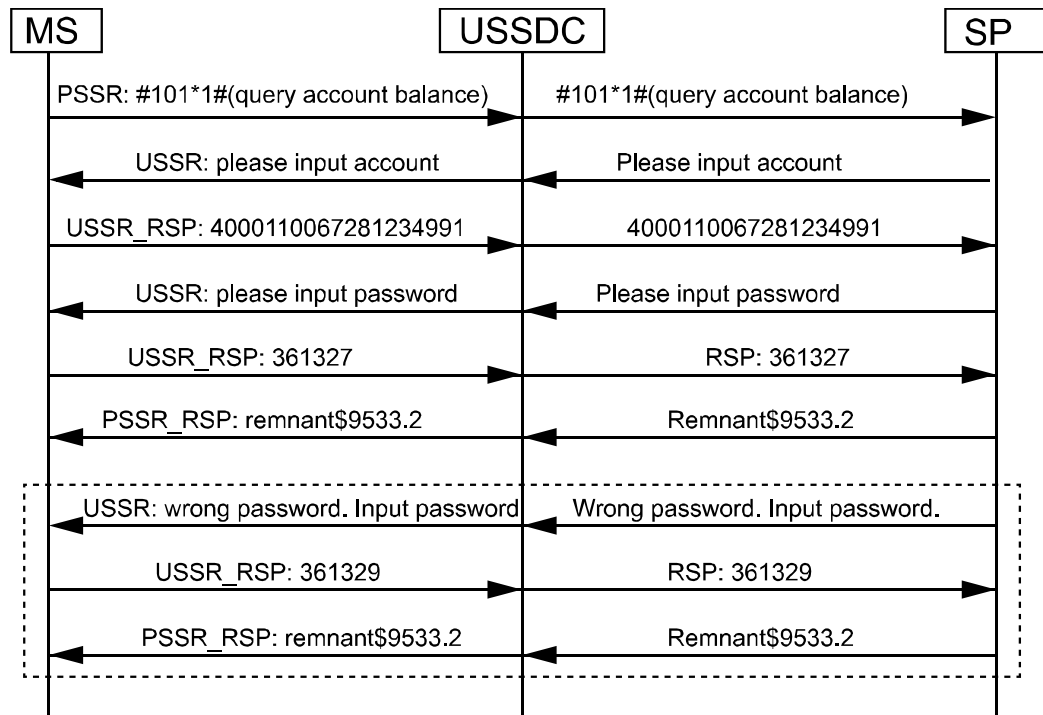 MS
USSDC
SP
PSSR: #101*1#(query account balance)
#101*1#(query account balance)
USSR: please input account
Please input account
USSR_RSP: 4000110067281234991
4000110067281234991
USSR: please input password
Please input password
USSR_RSP: 361327
RSP: 361327
PSSR_RSP: remnant$9533.2
Remnant$9533.2
USSR: wrong password. Input password
Wrong password. Input password.
USSR_RSP: 361329
RSP: 361329
PSSR_RSP: remnant$9533.2
Remnant$9533.2